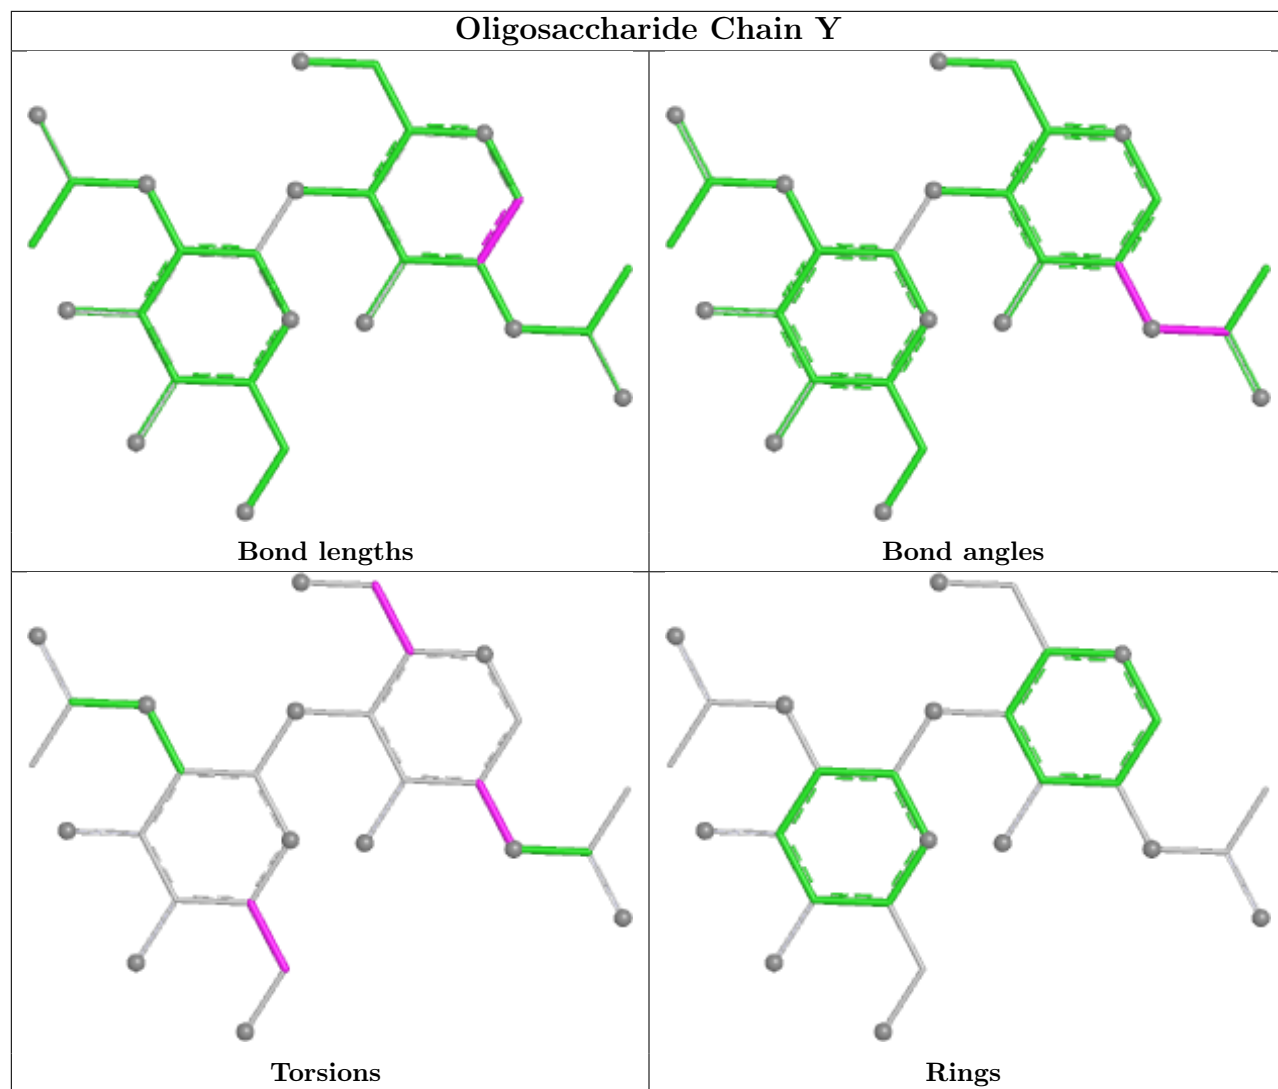 Oligosaccharide Chain Y
Bond lengths
Bond angles
Torsions
Rings